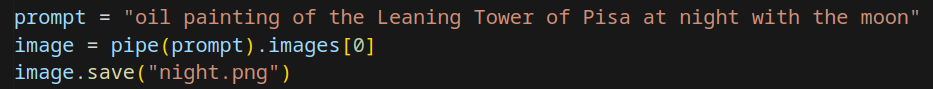 prompt = "oil painting of the Leaning Tower of Pisa at night with the moon"
image = pipe(prompt).images[0]
image.save("night.png")